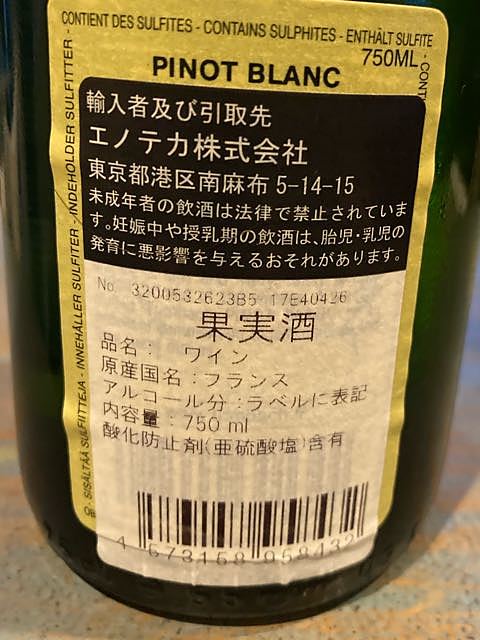 CONTIENT DES SULFITES - CONTAINS SULPHITES - ENTHÄLT SULFITE
INDEHOLDER SULFITTER - INNEHÅLLER SULFITER - SISÄLTÄÄ SULFIITTEJA
750ML
PINOT BLANC
輸入者及び引取先
エノテカ株式会社
東京都港区南麻布 5-14-15
未成年者の飲酒は法律で禁止されていま
す。妊娠中や授乳期の飲酒は、胎児・乳児の
発育に悪影響を与えるおそれがあります。
No. 3200532623B5 17E40426
果実酒
品名: ワイン
原産国名:フランス
アルコール分:ラベルに表記
内容量:750 ml
酸化防止剤(亜硫酸塩)含有
4 573158 958432